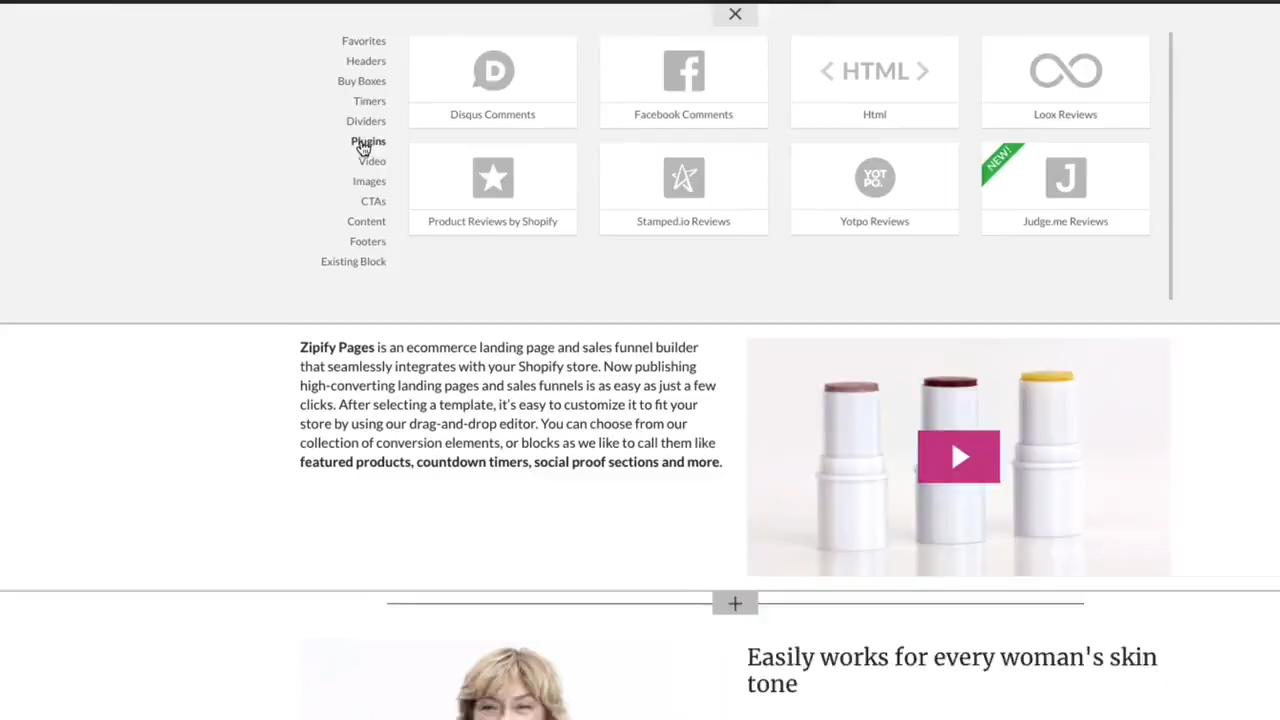 Favorites
Headers
Buy Boxes
Timers
Dividers
Plugins
Video
Images
CTAs
Content
Footers
Existing Block
D
Disqus Comments
f
Facebook Comments
< HTML >
Html
Loox Reviews
Product Reviews by Shopify
Stamped.io Reviews
YOT
PO.
Yotpo Reviews
NEW!
J
Judge.me Reviews
Zipify Pages is an ecommerce landing page and sales funnel builder
that seamlessly integrates with your Shopify store. Now publishing
high-converting landing pages and sales funnels is as easy as just a few
clicks. After selecting a template, it's easy to customize it to fit your
store by using our drag-and-drop editor. You can choose from our
collection of conversion elements, or blocks as we like to call them like
featured products, countdown timers, social proof sections and more.
Easily works for every woman's skin
tone